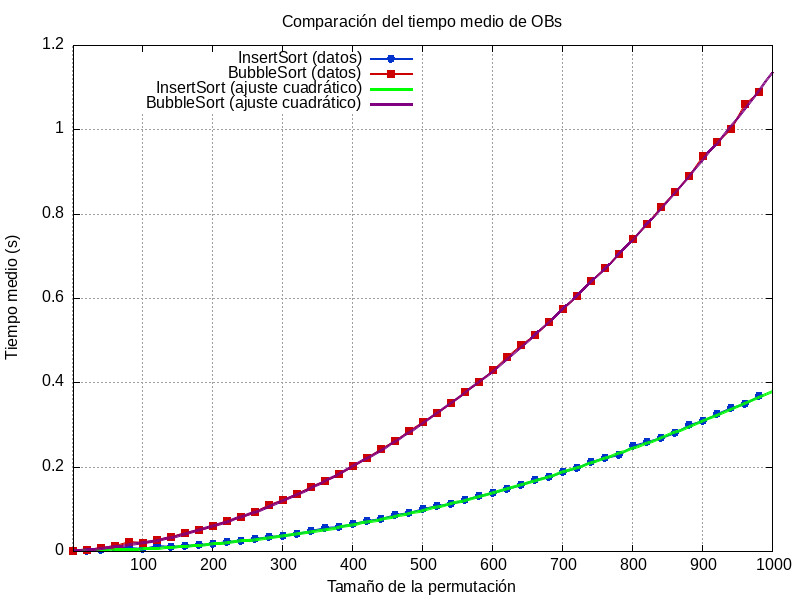 Comparación del tiempo medio de OBs
1.2
1
0.8
0.6
0.4
0.2
0
Tiempo medio (s)
InsertSort (datos)
BubbleSort (datos)
InsertSort (ajuste cuadrático)
BubbleSort (ajuste cuadrático)
100 200 300 400 500 600 700 800 900 1000
Tamaño de la permutación